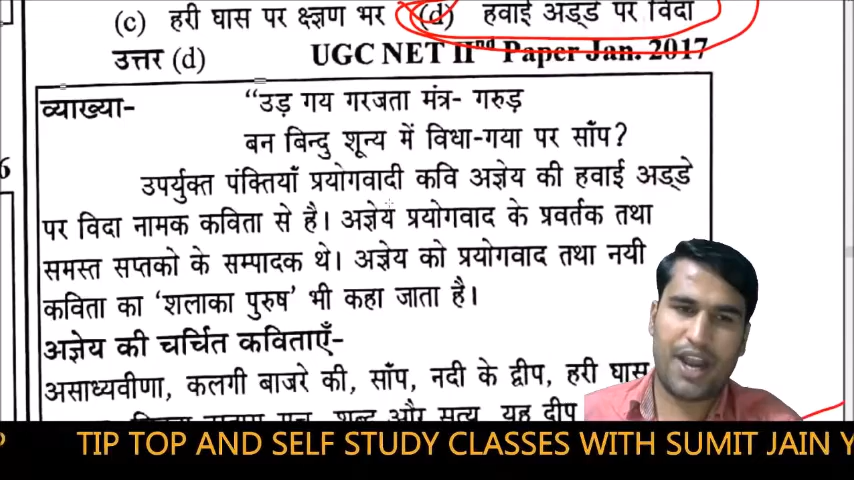 (c) हरी घास पर क्ष्ज्ञण भर (d) हवाई अड्डे पर विदा
उत्तर (d) UGC NET IInd Paper Jan. 2017
व्याख्या- “उड़ गय गरजता मंत्र- गरुड़
बन बिन्दु शून्य में विधा-गया पर साँप?
6
उपर्युक्त पंक्तियाँ प्रयोगवादी कवि अज्ञेय की हवाई अड्डे
पर विदा नामक कविता से है। अज्ञेय प्रयोगवाद के प्रवर्तक तथा
समस्त सप्तको के सम्पादक थे। अज्ञेय को प्रयोगवाद तथा नयी
कविता का ‘शलाका पुरुष’ भी कहा जाता है।
अज्ञेय की चर्चित कविताएँ-
असाध्यवीणा, कलगी बाजरे की, साँप, नदी के द्वीप, हरी घास
शब्द और सत्य, यह दीप
P TIP TOP AND SELF STUDY CLASSES WITH SUMIT JAIN Y